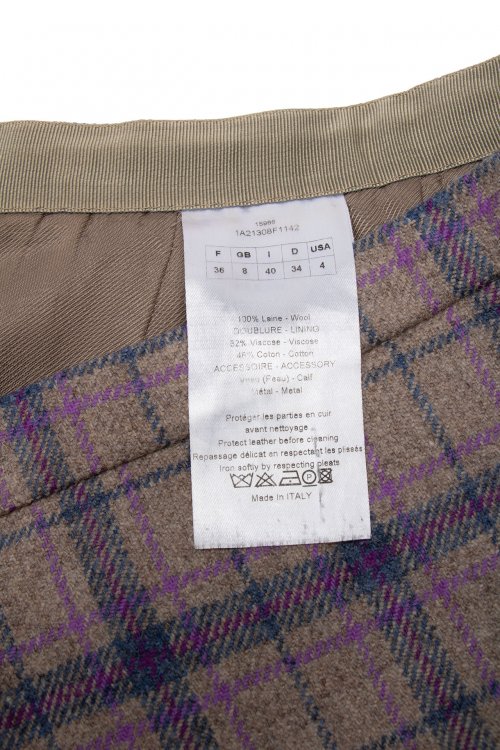 15966
1A2130BF1142
F GB I D USA
36 8 40 34 4
100% Laine - Wool
DOUBLURE - LINING
52% Viscose - Viscose
48% Coton - Cotton
ACCESSOIRE - ACCESSORY
Veau (Peau) - Calf
Métal - Metal
Protéger les parties en cuir
avant nettoyage
Protect leather before cleaning
Repassage délicat en respectant les plissés
Iron softly by respecting pleats
Made in ITALY